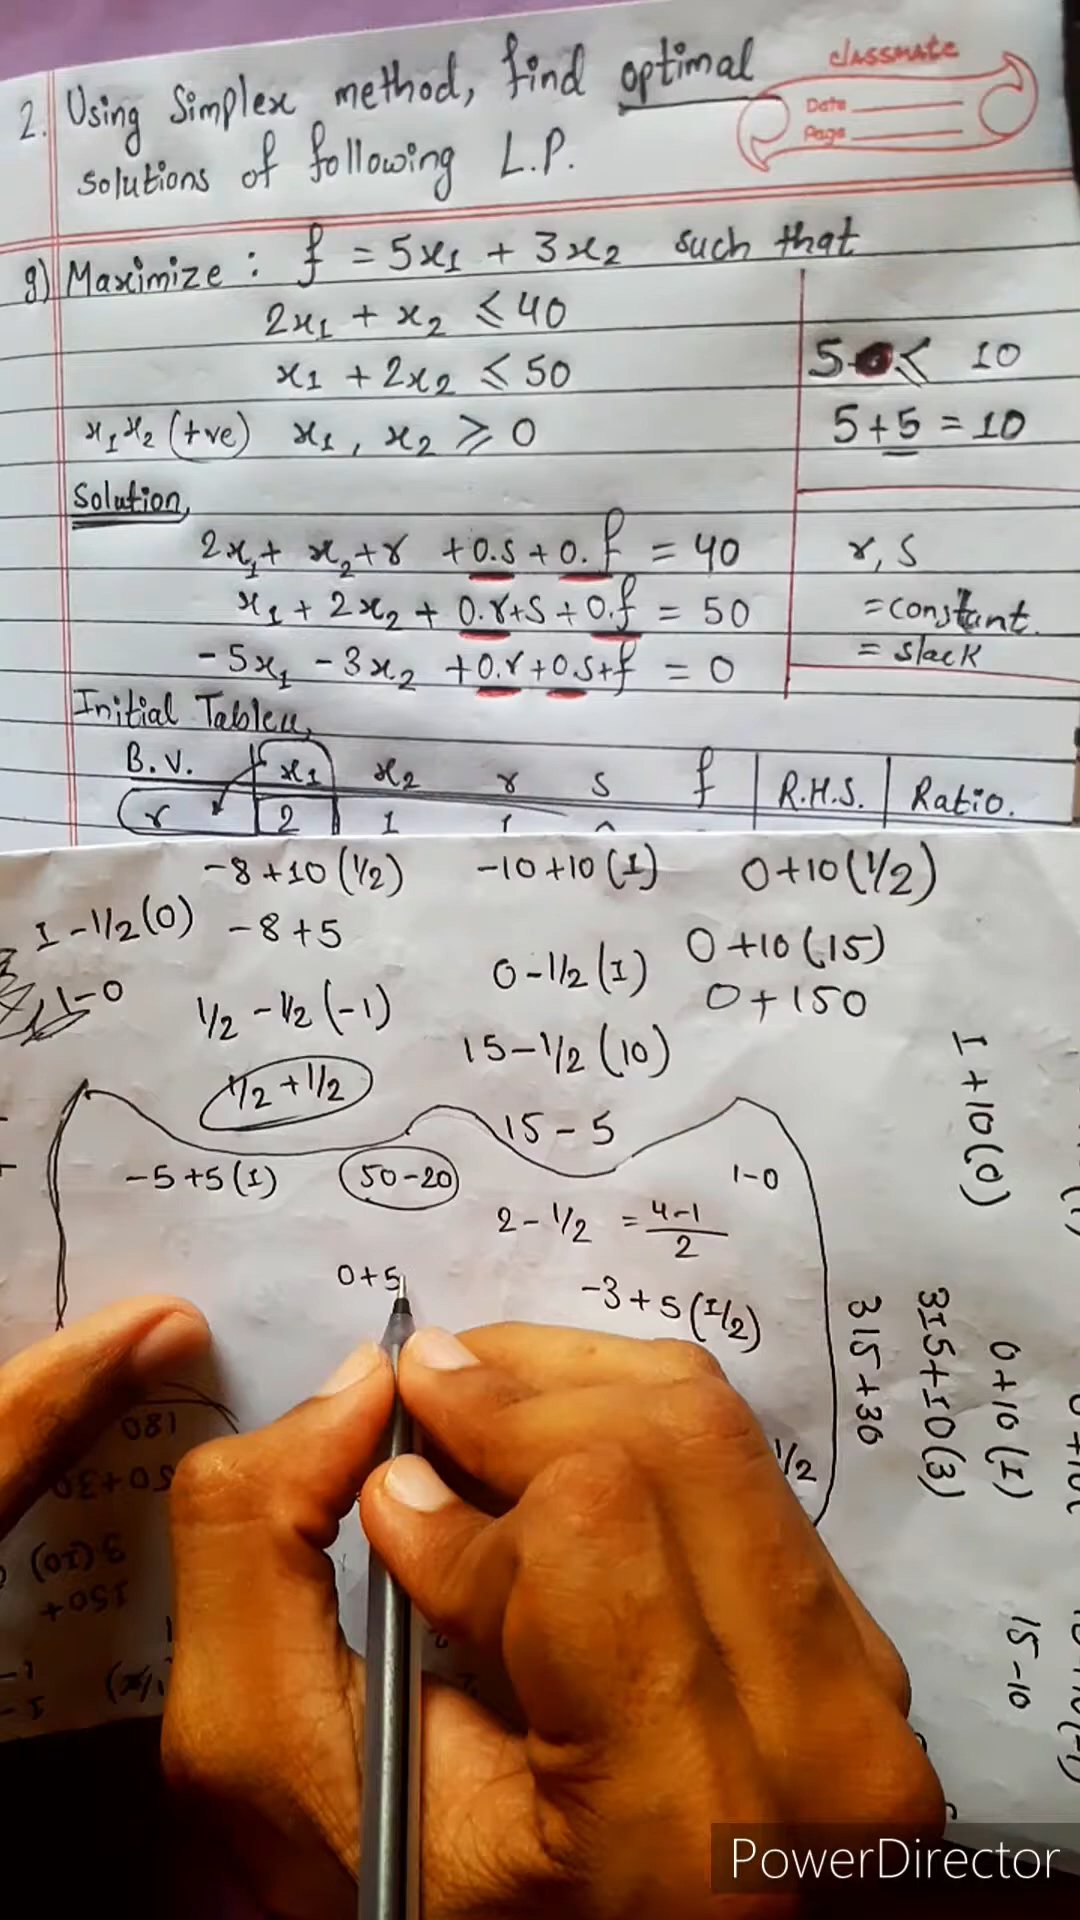 classmate
Date
Page
2. Using Simplex method, find optimal
solutions of following L.P.
g) Maximize : f = 5x₁ + 3x₂ such that
2x₁ + x₂ ≤ 40
x₁ + 2x₂ ≤ 50
x₁x₂ (+ve) x₁, x₂ ≥ 0
5 ≤ 10
5 + 5 = 10
Solution,
2x₁ + x₂ + r + 0.s + 0.f = 40
x₁ + 2x₂ + 0.r + s + 0.f = 50
-5x₁ - 3x₂ + 0.r + 0.s + f = 0
r, s
= constant.
= slack
Initial Tableu,
B.V. x₁ x₂ r s f R.H.S. Ratio.
r 2 1 1
-8 + 10 (1/2) -10 + 10 (1) 0 + 10 (1/2)
1 - 1/2 (0) -8 + 5
0 - 1/2 (1) 0 + 10 (15)
1 - 0 1/2 - 1/2 (-1) 0 + 150
15 - 1/2 (10)
1/2 + 1/2
15 - 5
-5 + 5 (1) 50 - 20 1 - 0
2 - 1/2 = 4-1/2
0 + 5 -3 + 5 (1/2)
1/2
1 + 10 (0)
0 + 10 (1)
315 + 10 (3)
315 + 30
15 - 10
180
150 +
3 (10)
PowerDirector